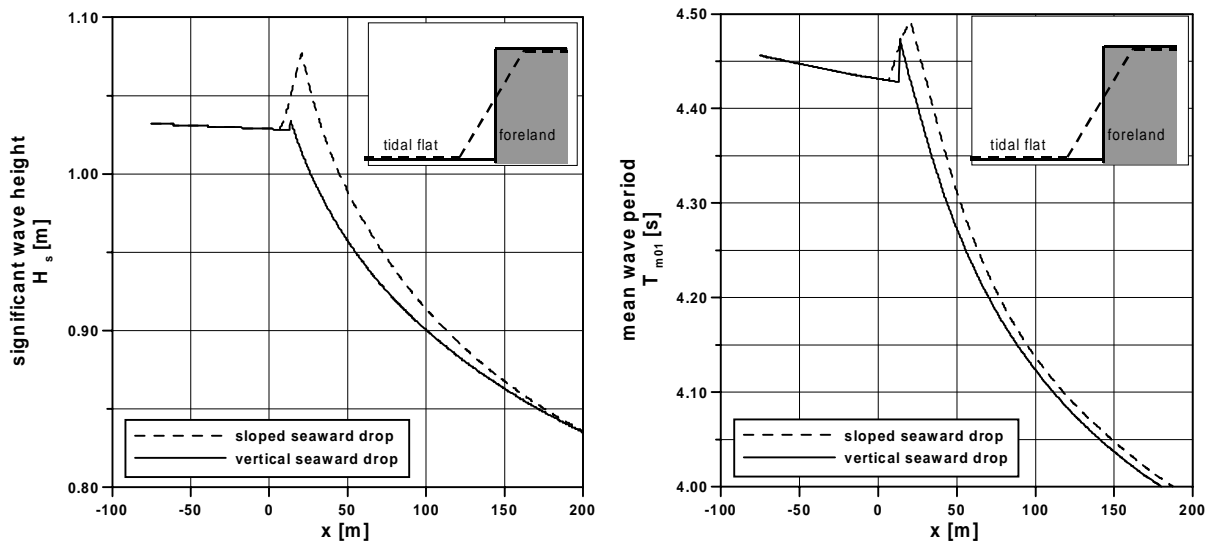 1.10
1.00
0.90
0.80
significant wave height
H s [m]
tidal flat
foreland
sloped seaward drop
vertical seaward drop
-100
-50
0
50
100
150
200
x [m]
4.50
4.40
4.30
4.20
4.10
4.00
mean wave period
T m01 [s]
tidal flat
foreland
sloped seaward drop
vertical seaward drop
-100
-50
0
50
100
150
200
x [m]